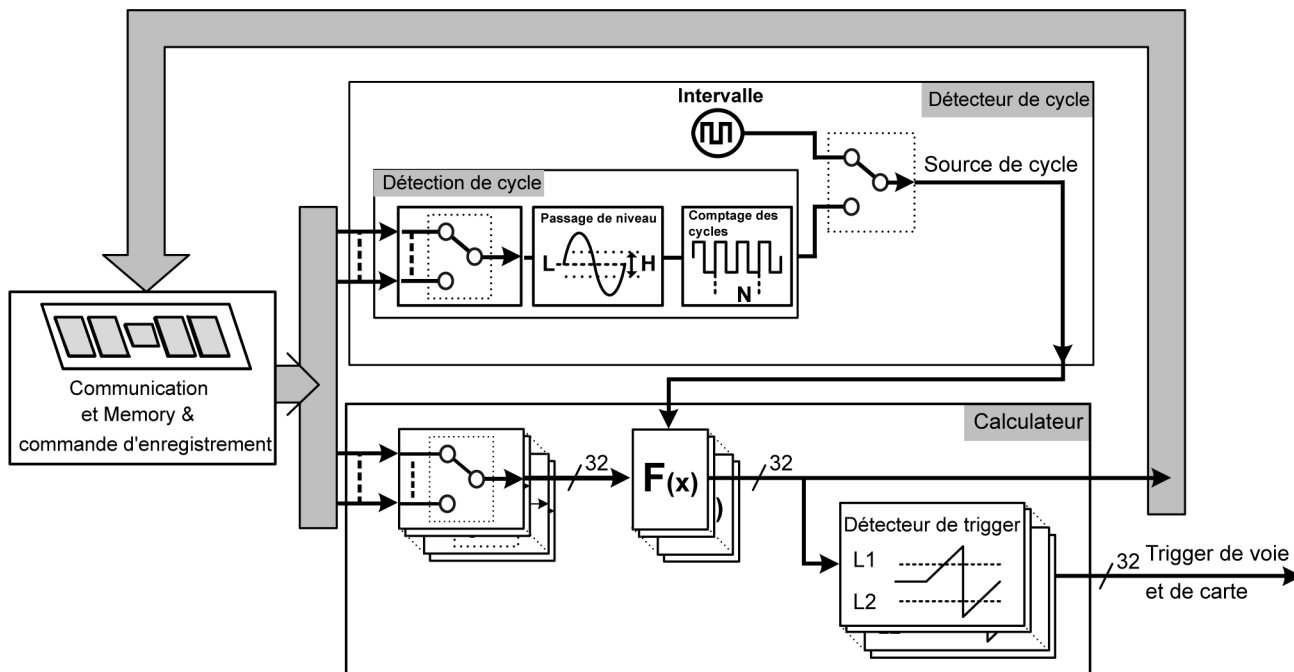 Intervalle
Détecteur de cycle
Source de cycle
Détection de cycle
Passage de niveau
L
H
Comptage des
cycles
N
Communication
et Memory &
commande d'enregistrement
Calculateur
32
F(x)
)
32
Détecteur de trigger
L1
L2
32
Trigger de voie
et de carte